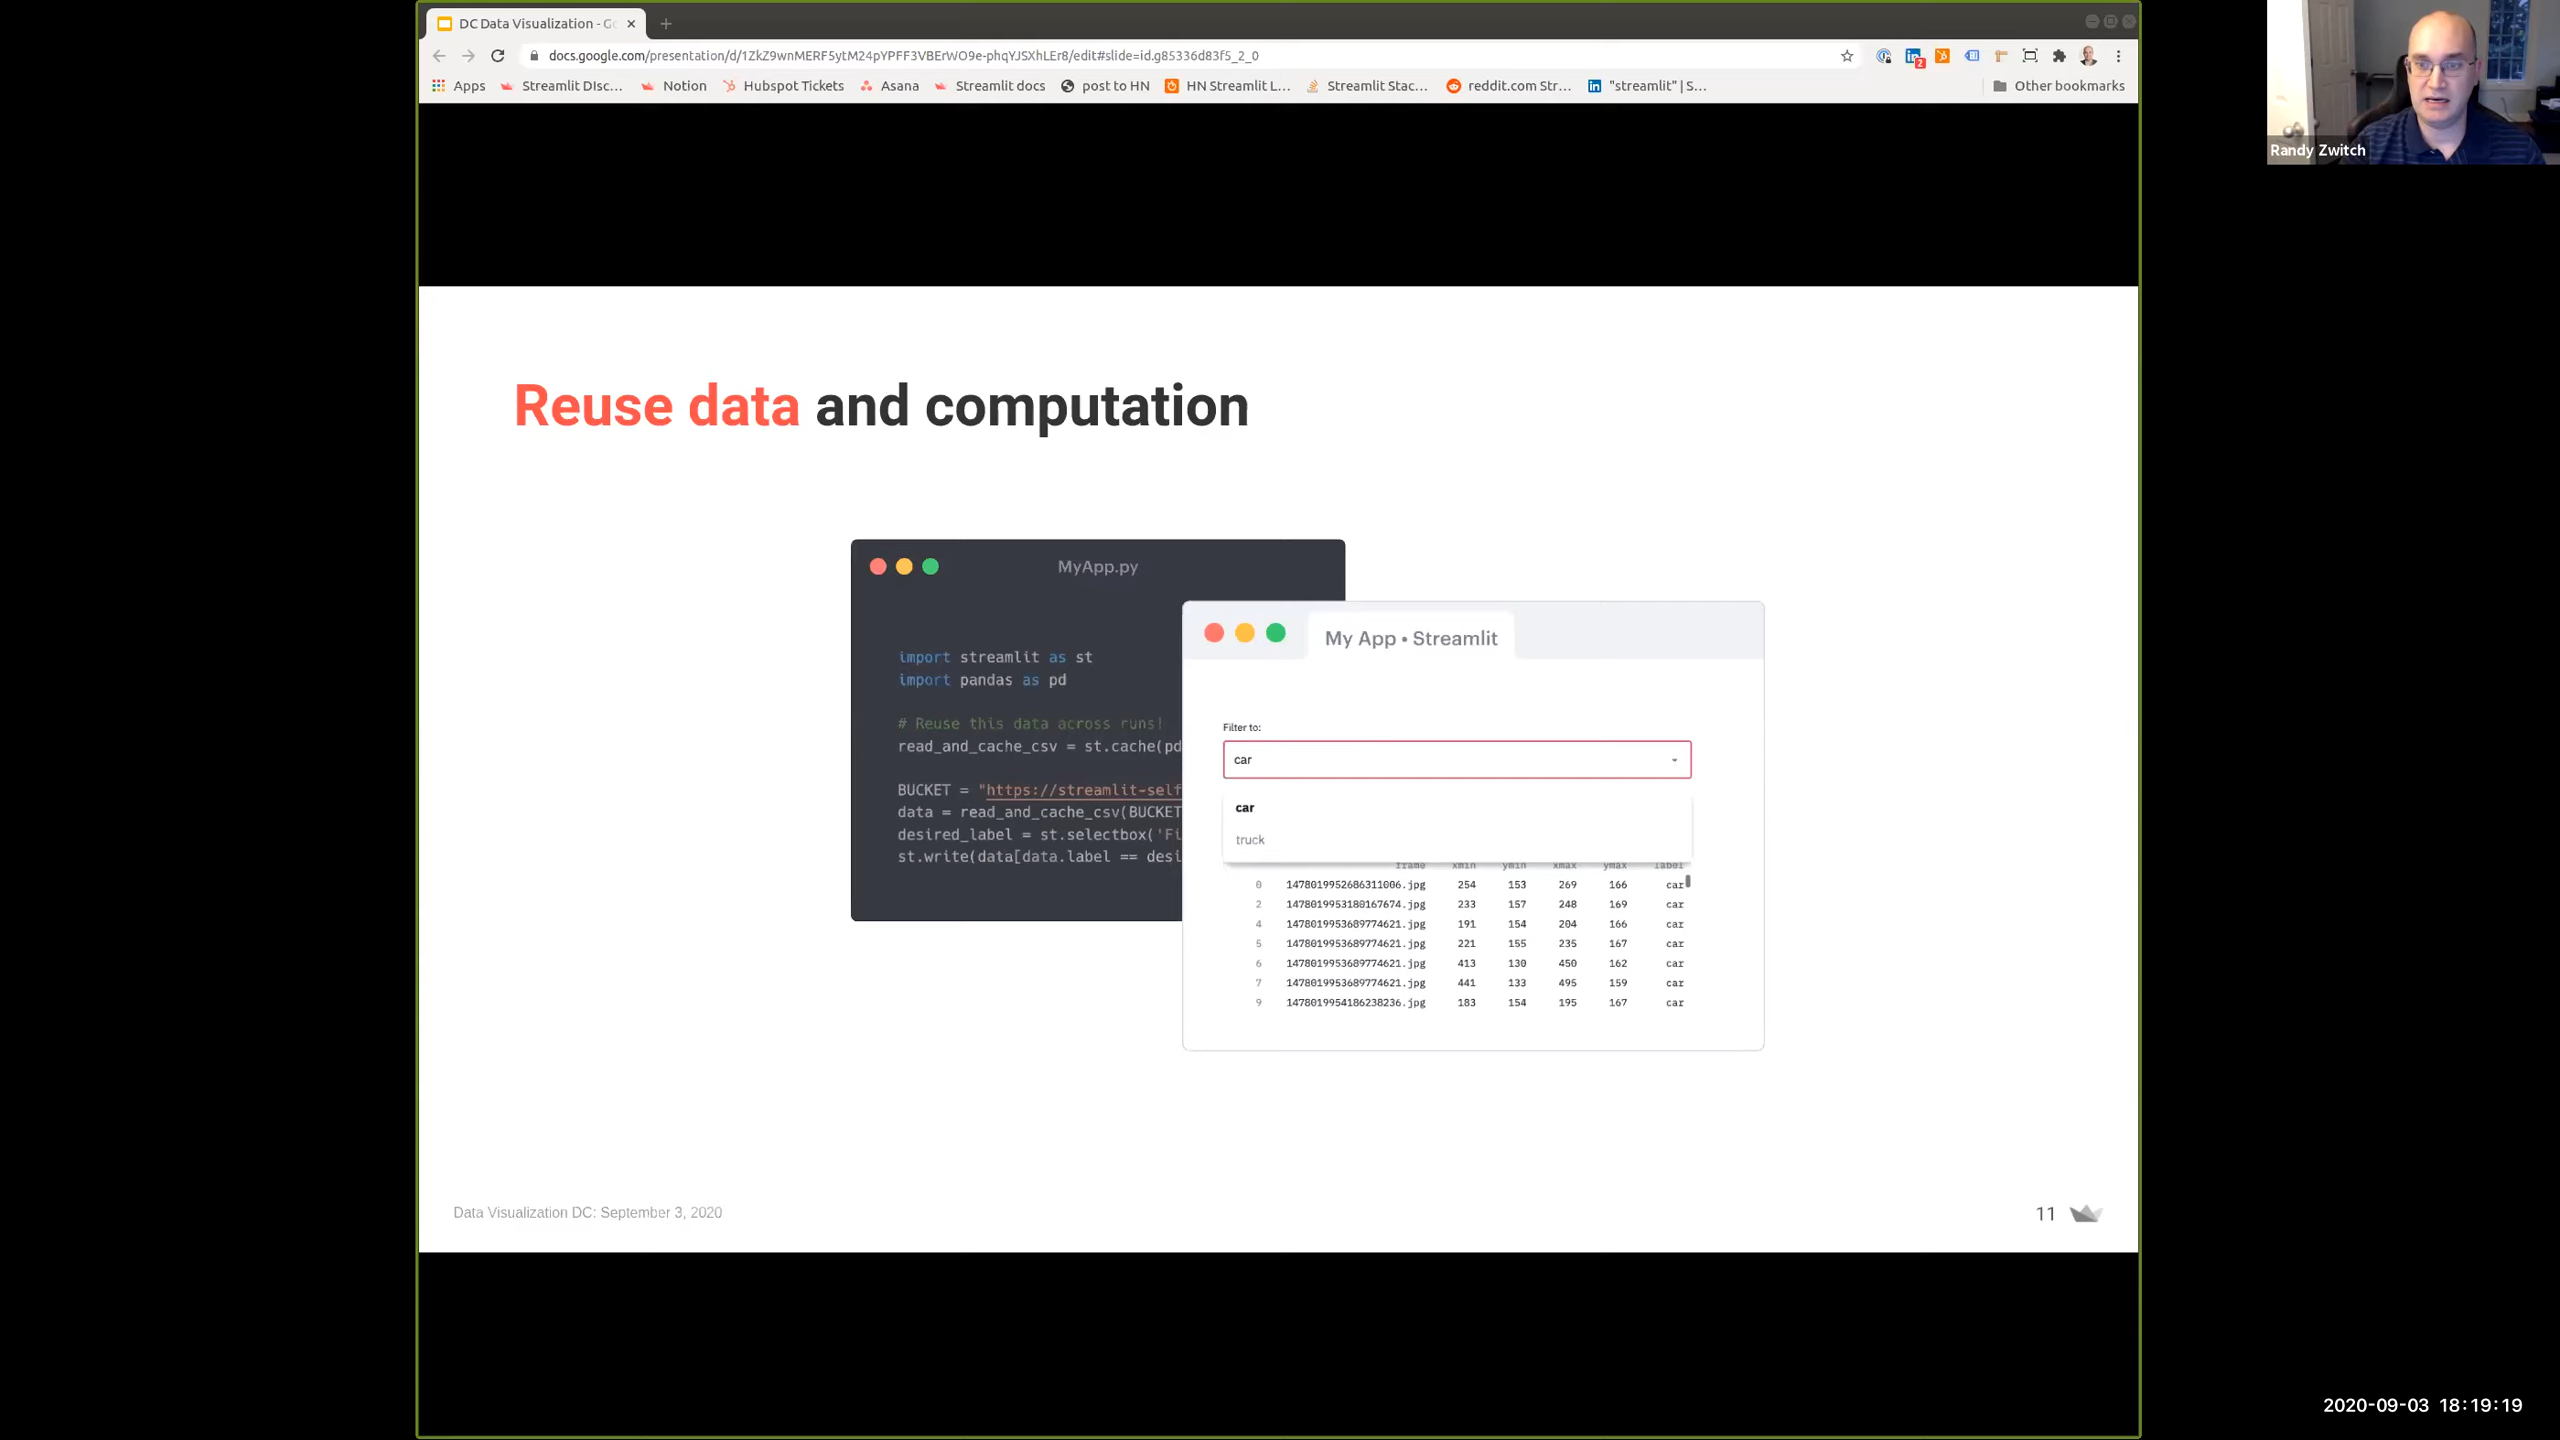 DC Data Visualization - Go
docs.google.com/presentation/d/1ZkZ9wnMERF5ytM24pYPFF3VBErWO9e-phqYJSXhLEr8/edit#slide=id.g85336d83f5_2_0
2
Apps
Streamlit DIsc...
Notion
Hubspot Tickets
Asana
Streamlit docs
post to HN
HN Streamlit L...
Streamlit Stac...
reddit.com Str...
"streamlit" | S...
Other bookmarks
Randy Zwitch
Reuse data and computation
MyApp.py
import streamlit as st
import pandas as pd
# Reuse this data across runs!
read_and_cache_csv = st.cache(pd
BUCKET = "https://streamlit-self
data = read_and_cache_csv(BUCKET
desired_label = st.selectbox('Fi
st.write(data[data.label == desi
My App • Streamlit
Filter to:
car
car
truck
frame xmin ymin xmax ymax label
0 1478019952686311006.jpg 254 153 269 166 car
2 1478019953180167674.jpg 233 157 248 169 car
4 1478019953689774621.jpg 191 154 204 166 car
5 1478019953689774621.jpg 221 155 235 167 car
6 1478019953689774621.jpg 413 130 450 162 car
7 1478019953689774621.jpg 441 133 495 159 car
9 1478019954186238236.jpg 183 154 195 167 car
Data Visualization DC: September 3, 2020
11
2020-09-03 18:19:19